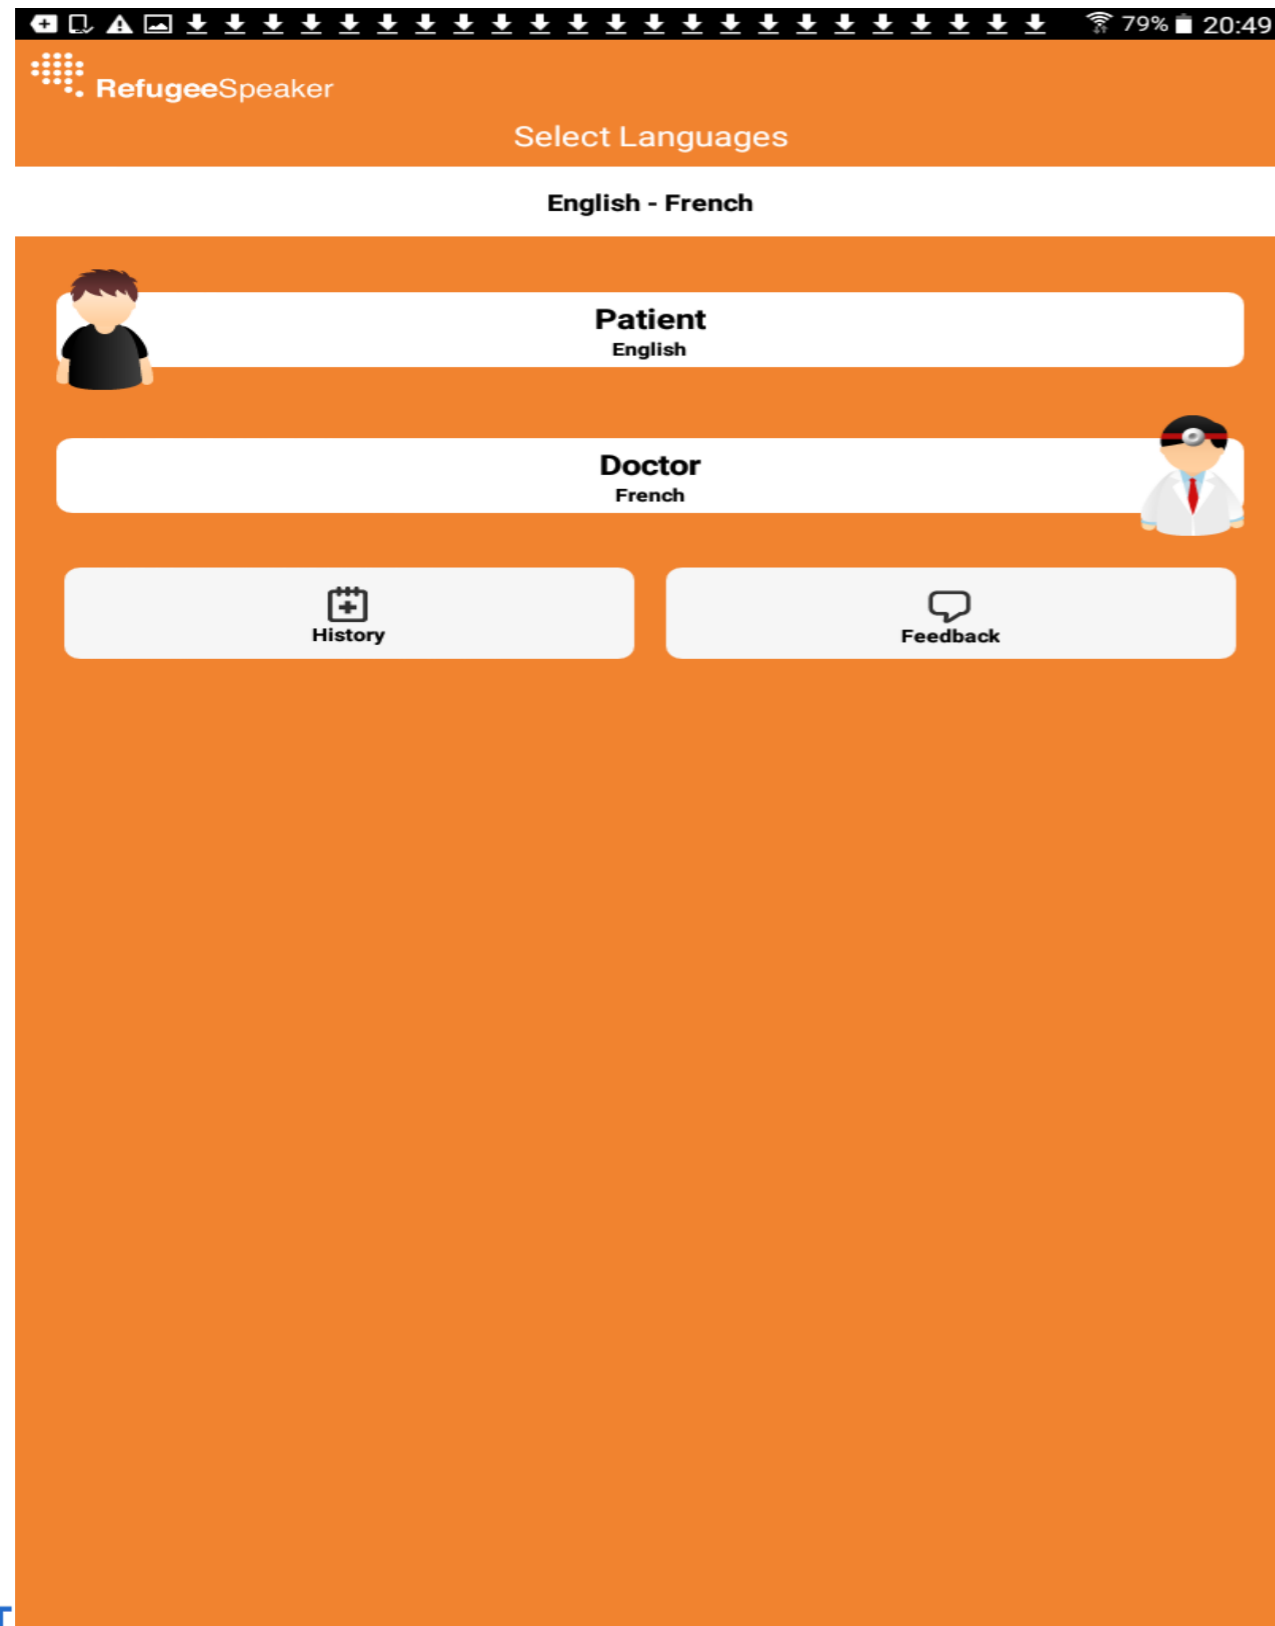 79% 20:49
RefugeeSpeaker
Select Languages
English - French
Patient
English
Doctor
French
History
Feedback